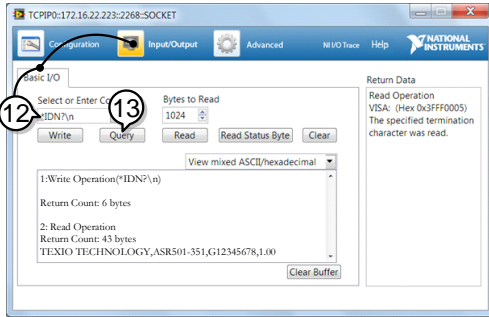 TCPIP0::172.16.22.223::2268::SOCKET
Configuration Input/Output Advanced NI I/O Trace Help NATIONAL INSTRUMENTS
Basic I/O
Return Data
Select or Enter Co
Bytes to Read
12 *IDN?\n 13 1024
Write Query Read Read Status Byte Clear
View mixed ASCII/hexadecimal
1:Write Operation(*IDN?\n)
Return Count: 6 bytes
2: Read Operation
Return Count: 43 bytes
TEXIO TECHNOLOGY,ASR501-351,G12345678,1.00
Clear Buffer
Read Operation
VISA: (Hex 0x3FFF0005)
The specified termination
character was read.